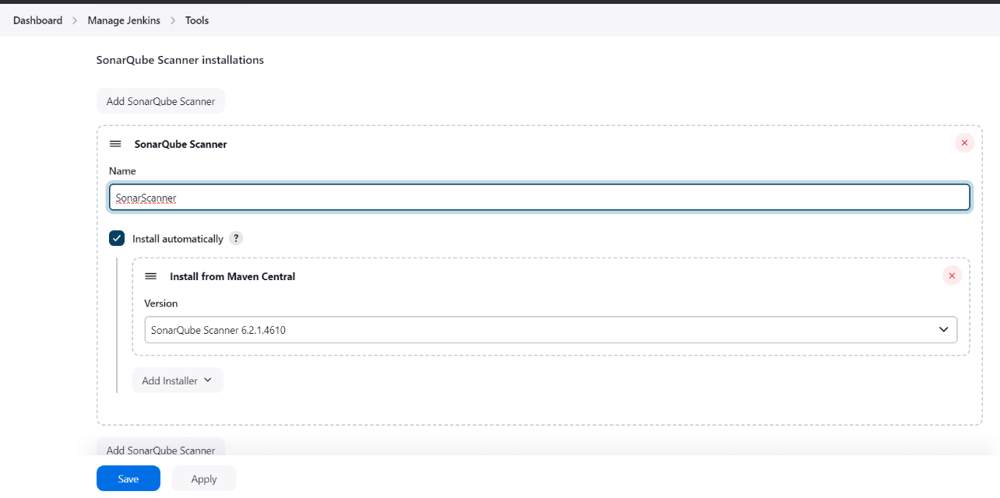 Dashboard > Manage Jenkins > Tools
SonarQube Scanner installations
Add SonarQube Scanner
SonarQube Scanner
Name
SonarScanner
Install automatically ?
Install from Maven Central
Version
SonarQube Scanner 6.2.1.4610
Add Installer
Add SonarQube Scanner
Save Apply